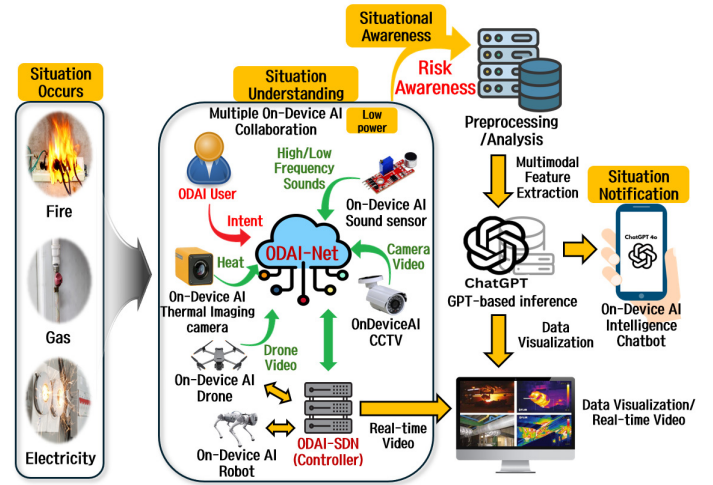 Situation
Occurs
Fire
Gas
Electricity
Situation
Understanding
Multiple On-Device AI
Collaboration
Low
power
ODAI User
Intent
High/Low
Frequency
Sounds
On-Device AI
Sound sensor
ODAI-Net
Heat
On-Device AI
Thermal Imaging
camera
Camera
Video
OnDeviceAI
CCTV
Drone
Video
On-Device AI
Drone
On-Device AI
Robot
ODAI-SDN
(Controller)
Real-time
Video
Situational
Awareness
Risk
Awareness
Preprocessing
/Analysis
Multimodal
Feature
Extraction
ChatGPT
GPT-based inference
Data
Visualization
Situation
Notification
ChatGPT 4o
On-Device AI
Intelligence
Chatbot
Data Visualization/
Real-time Video